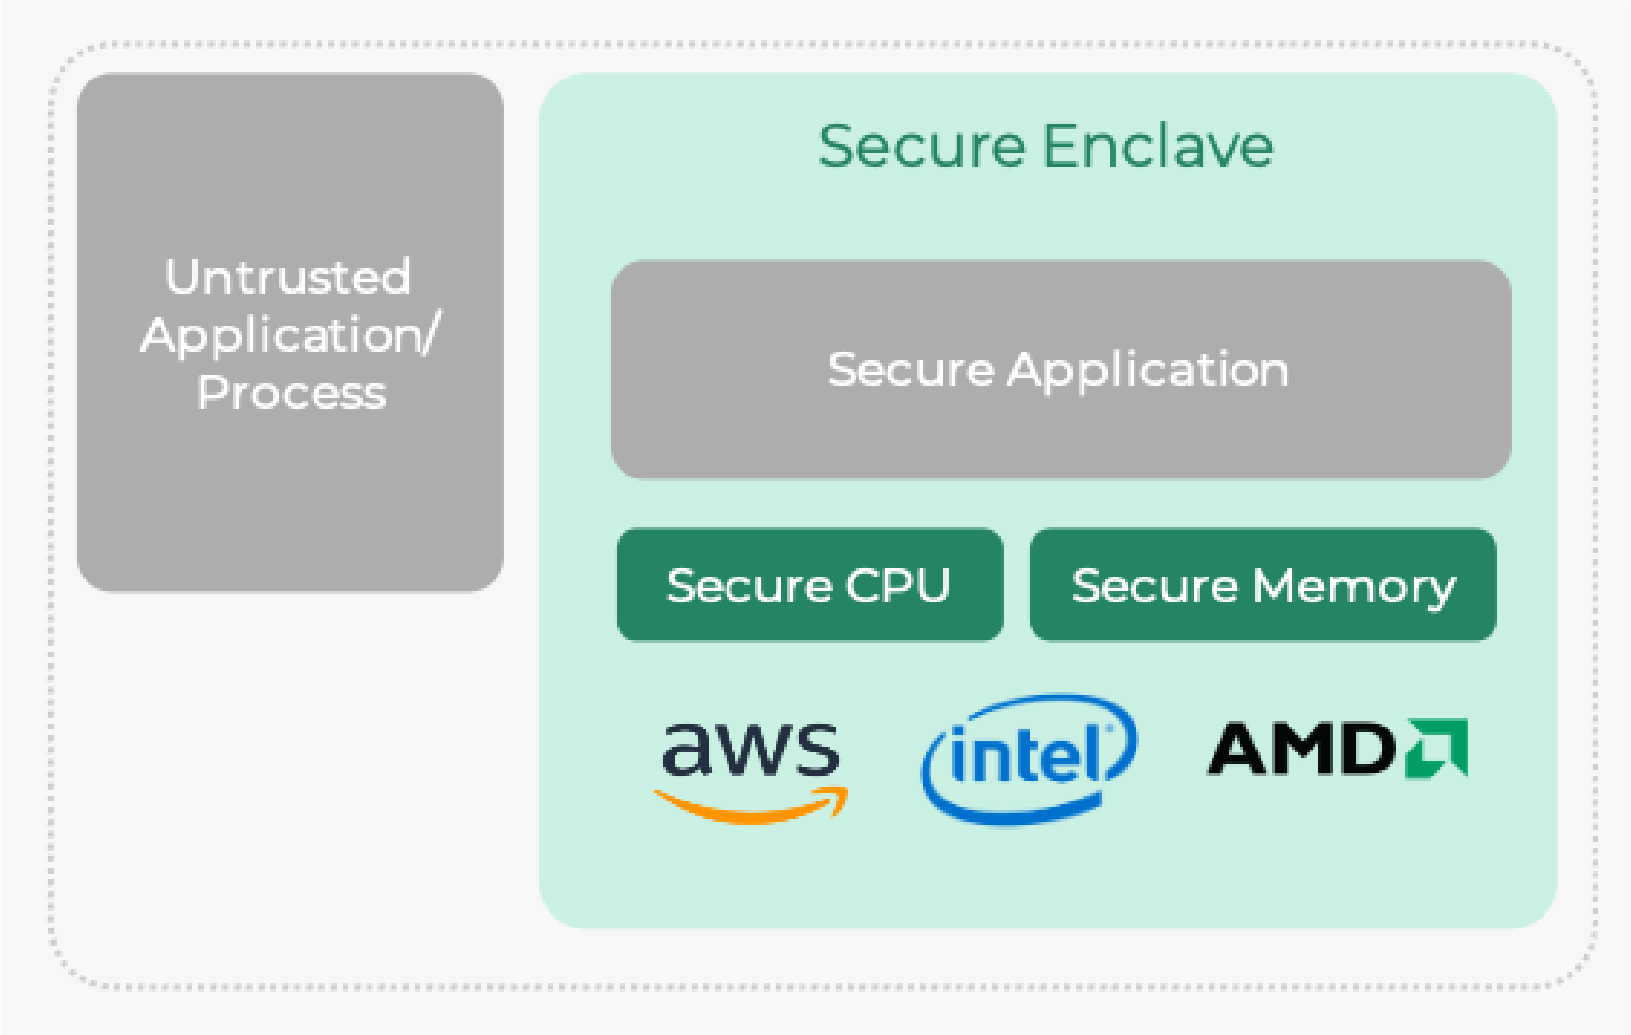 Untrusted
Application/
Process
Secure Enclave
Secure Application
Secure CPU
Secure Memory
aws
intel
AMD